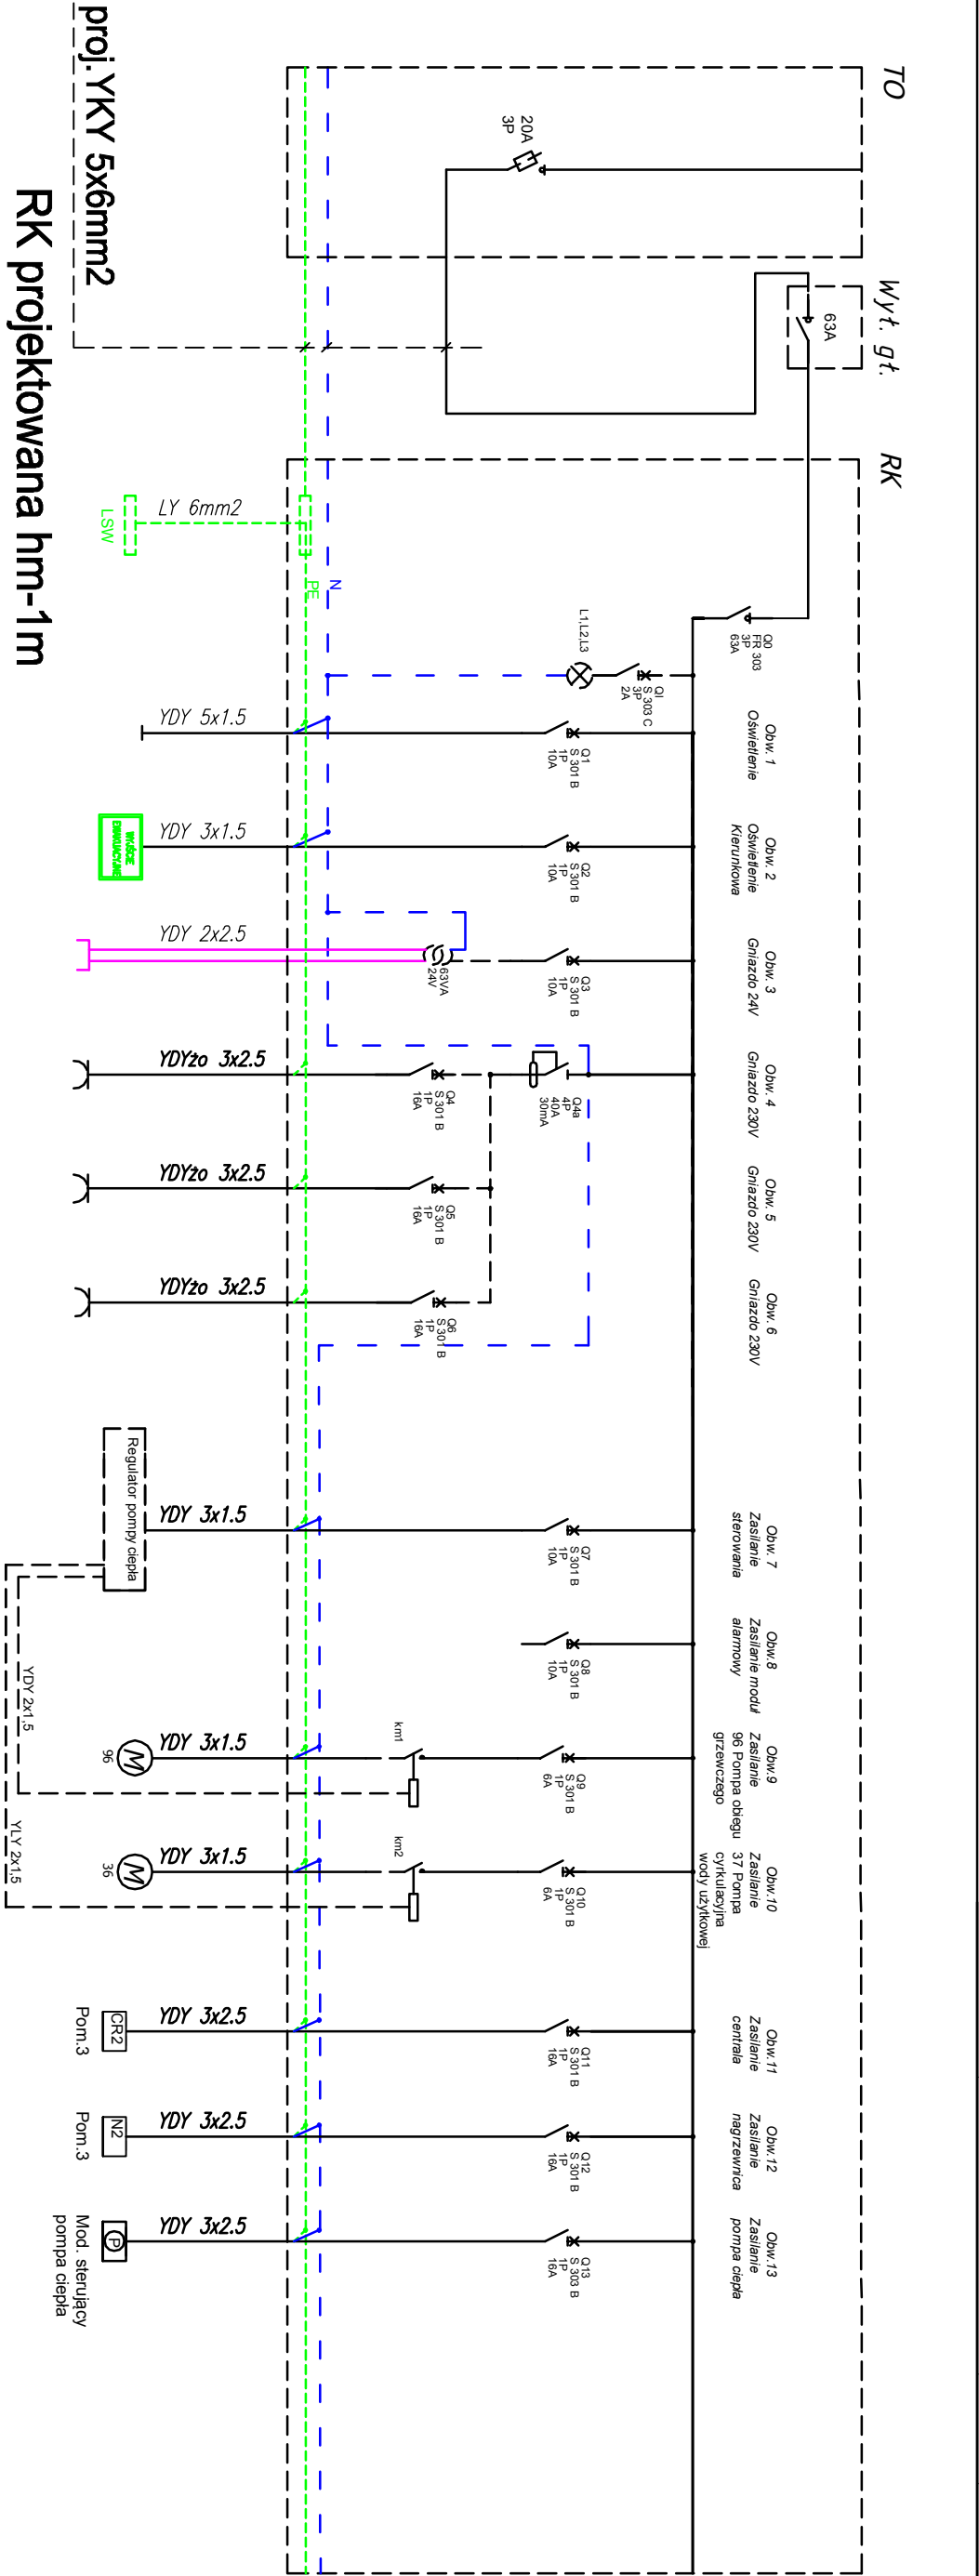 TO
20A
3P
Wył. gł.
63A
proj.YKY 5x6mm2
RK projektowana hm-1m
RK
LY 6mm2
LSW
N
PE
Q0
FR 303
3P
63A
L1,L2,L3
QI
S 303 C
3P
2A
Obw. 1
Oświetlenie
Q1
S 301 B
1P
10A
YDY 5x1.5
Obw. 2
Oświetlenie
Kierunkowa
Q2
S 301 B
1P
10A
YDY 3x1.5
WYJŚCIE
EWAKUACYJNE
Obw. 3
Gniazdo 24V
Q3
S 301 B
1P
10A
63VA
24V
YDY 2x2.5
Obw. 4
Gniazdo 230V
Q4a
4P
40A
30mA
Q4
S 301 B
1P
16A
YDYżo 3x2.5
Obw. 5
Gniazdo 230V
Q5
S 301 B
1P
16A
YDYżo 3x2.5
Obw. 6
Gniazdo 230V
Q6
S 301 B
1P
16A
YDYżo 3x2.5
Obw. 7
Zasilanie
sterowania
Q7
S 301 B
1P
10A
YDY 3x1.5
Regulator pompy ciepła
Obw.8
Zasilanie moduł
alarmowy
Q8
S 301 B
1P
10A
YDY 2x1,5
YLY 2x1,5
Obw.9
Zasilanie
96 Pompa obiegu
grzewczego
Q9
S 301 B
1P
6A
km1
YDY 3x1.5
M
96
Obw.10
Zasilanie
37 Pompa
cyrkulacyjna
wody użytkowej
Q10
S 301 B
1P
6A
km2
YDY 3x1.5
M
36
Obw.11
Zasilanie
centrala
Q11
S 301 B
1P
16A
YDY 3x2.5
CR2
Pom.3
Obw.12
Zasilanie
nagrzewnica
Q12
S 301 B
1P
16A
YDY 3x2.5
N2
Pom.3
Obw.13
Zasilanie
pompa ciepła
Q13
S 303 B
1P
16A
YDY 3x2.5
P
Mod. sterujący
pompa ciepła